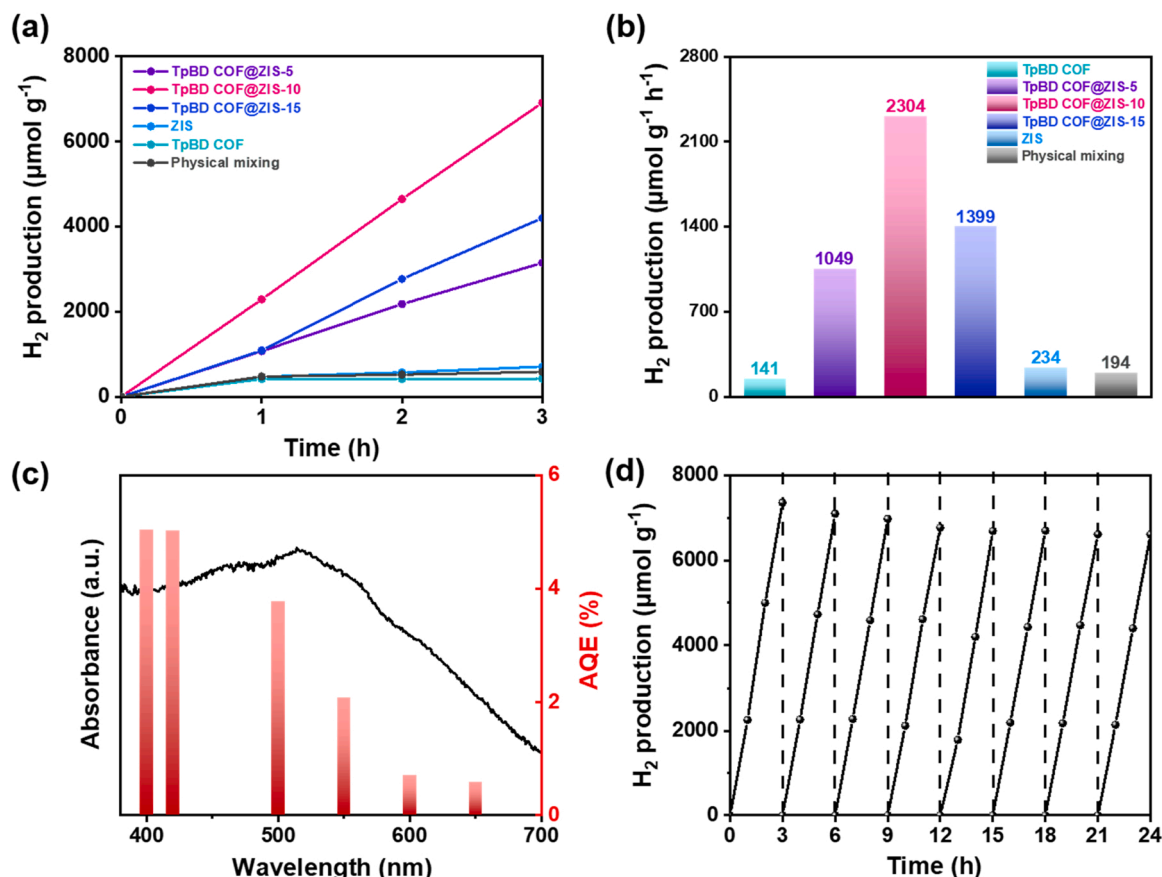 (a)
H₂ production (µmol g⁻¹)
8000
6000
4000
2000
0
TpBD COF@ZIS-5
TpBD COF@ZIS-10
TpBD COF@ZIS-15
ZIS
TpBD COF
Physical mixing
0 1 2 3
Time (h)
(b)
H₂ production (µmol g⁻¹ h⁻¹)
2800
2100
1400
700
0
TpBD COF
TpBD COF@ZIS-5
TpBD COF@ZIS-10
TpBD COF@ZIS-15
ZIS
Physical mixing
141 1049 2304 1399 234 194
(c)
Absorbance (a.u.)
400 500 600 700
Wavelength (nm)
6
4
2
0
AQE (%)
(d)
H₂ production (µmol g⁻¹)
8000
6000
4000
2000
0
0 3 6 9 12 15 18 21 24
Time (h)